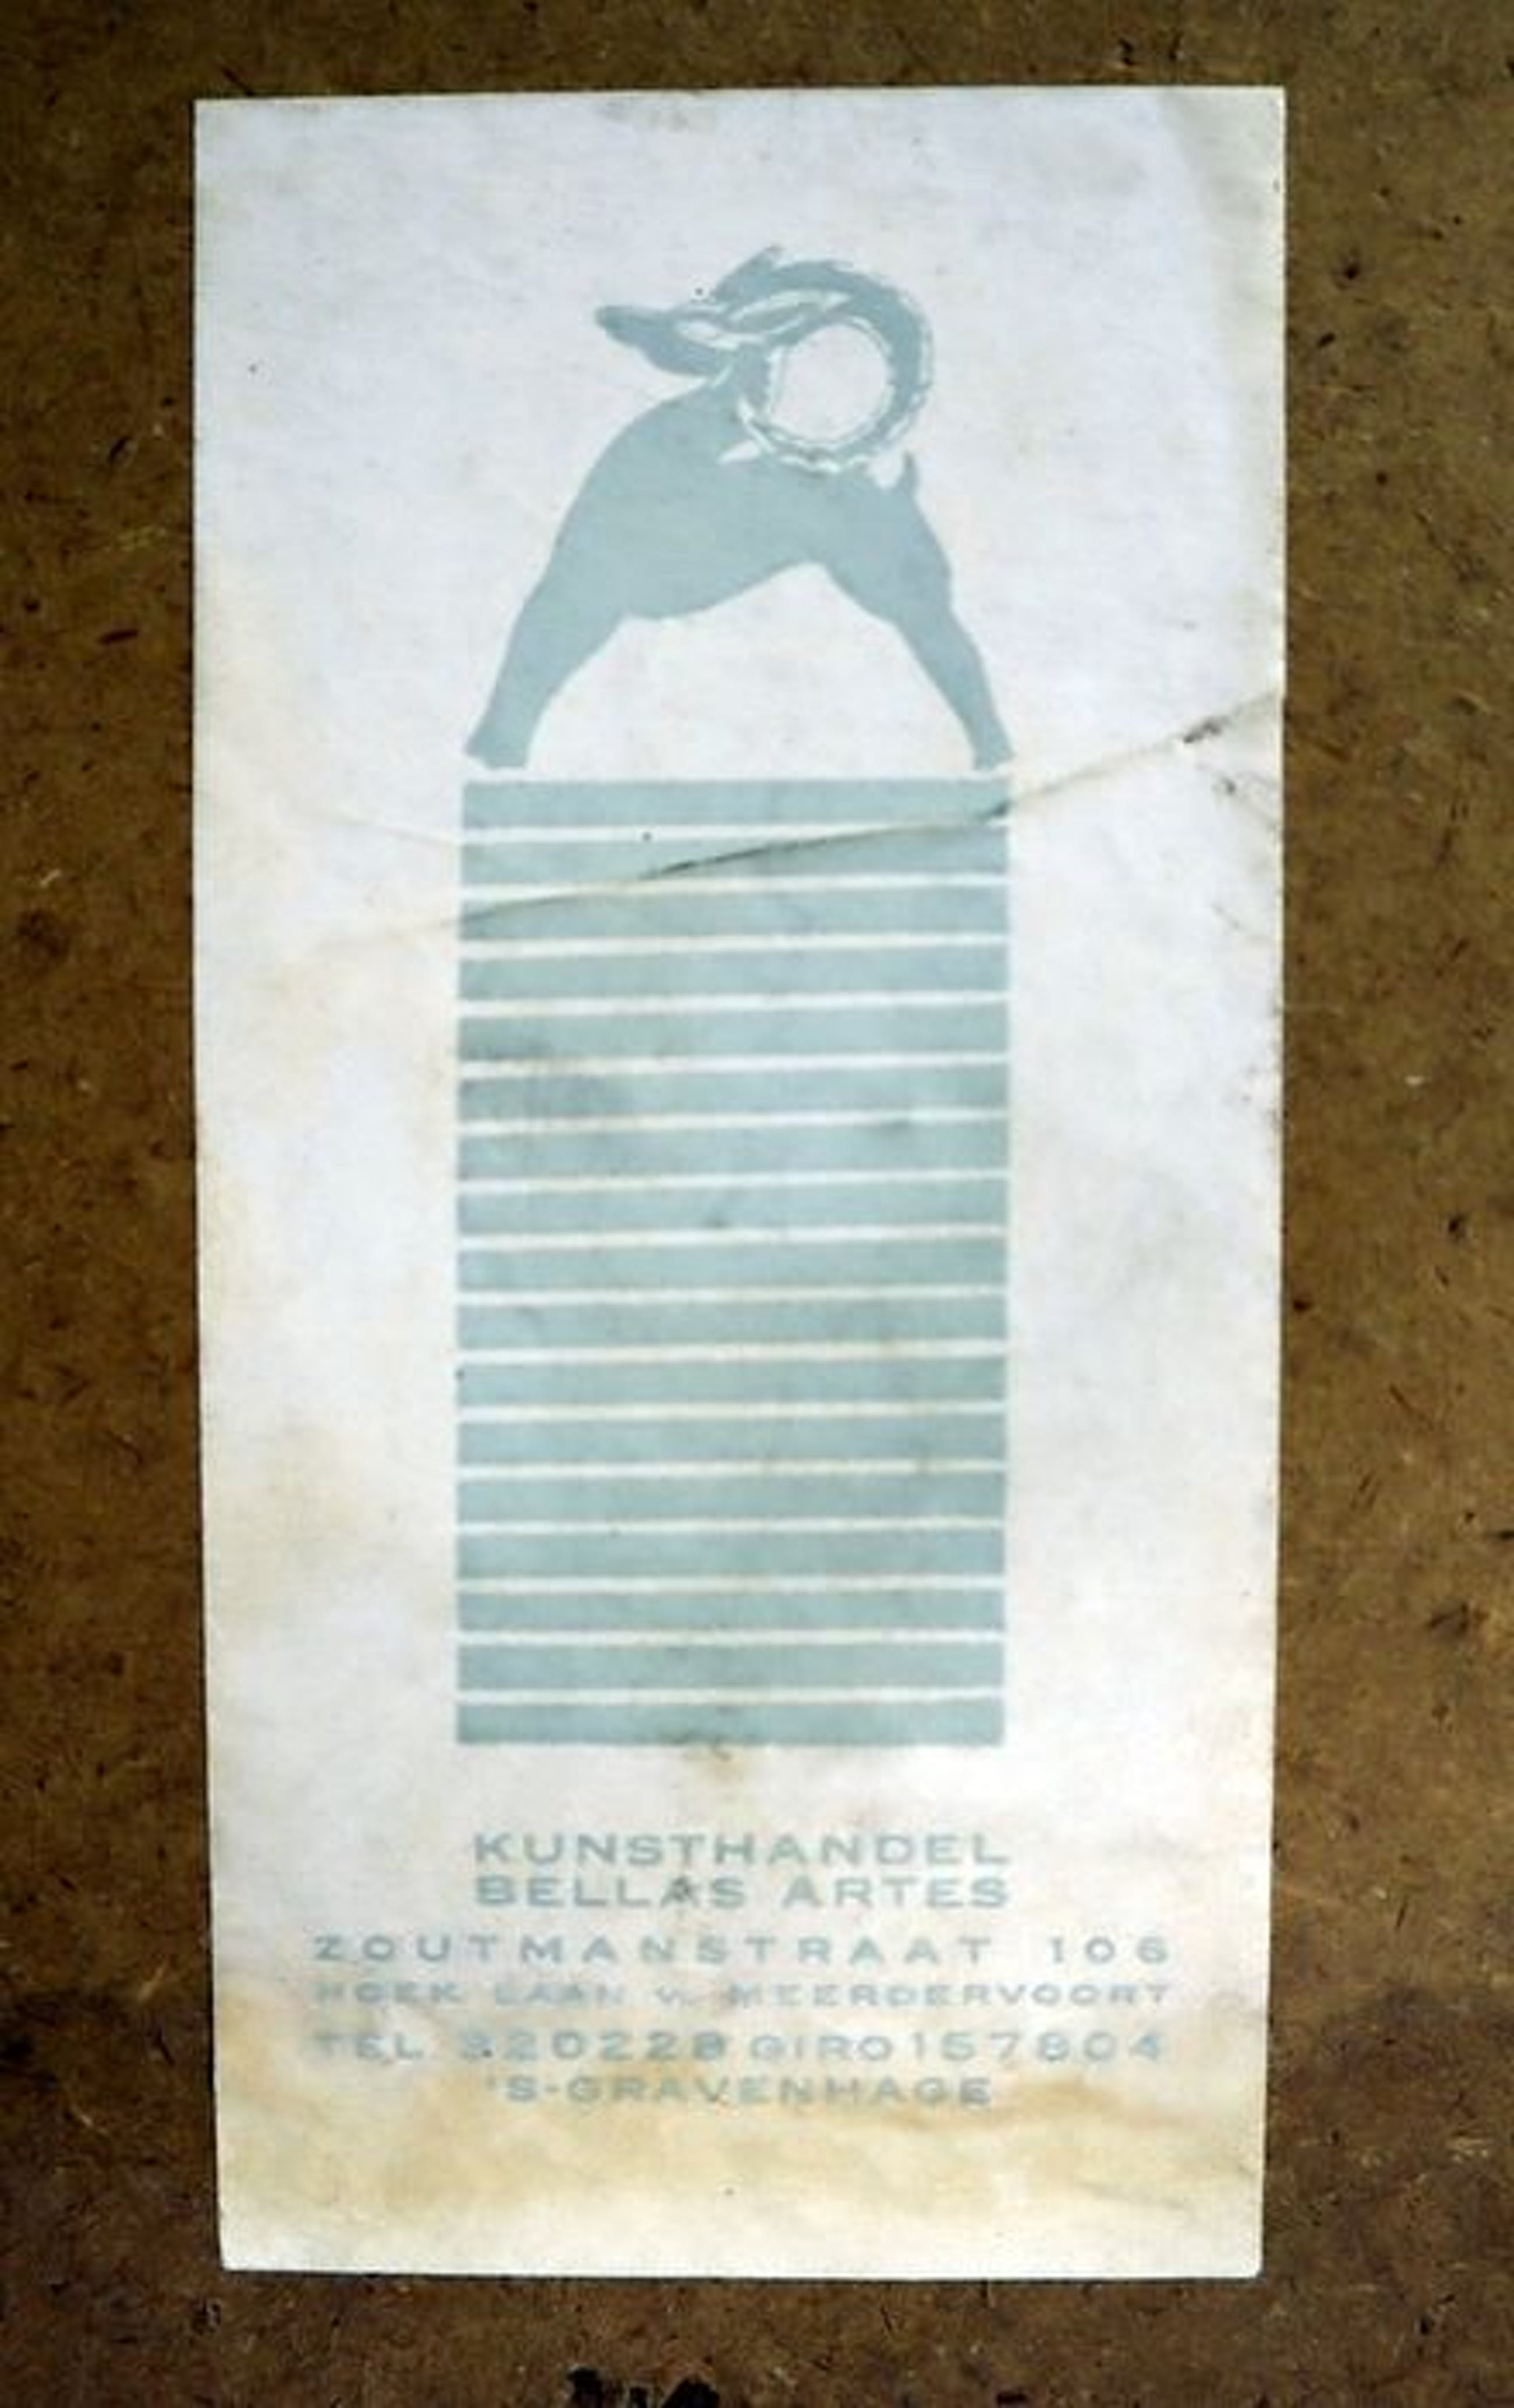 KUNSTHANDEL
BELLAS ARTES
ZOUTMANSTRAAT 106
HOEK LAAN V. MEERDERVOORT
TEL. 320228 GIRO 157804
'S-GRAVENHAGE